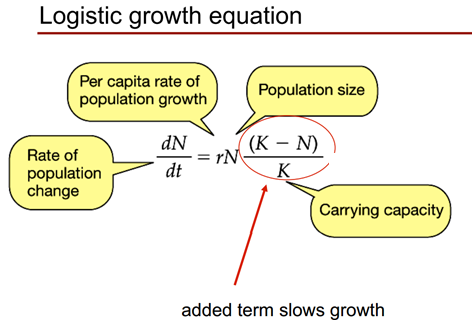 Logistic growth equation
Per capita rate of
population growth
Population size
Rate of
population
change
dN/dt = rN (K − N)/K
Carrying capacity
added term slows growth